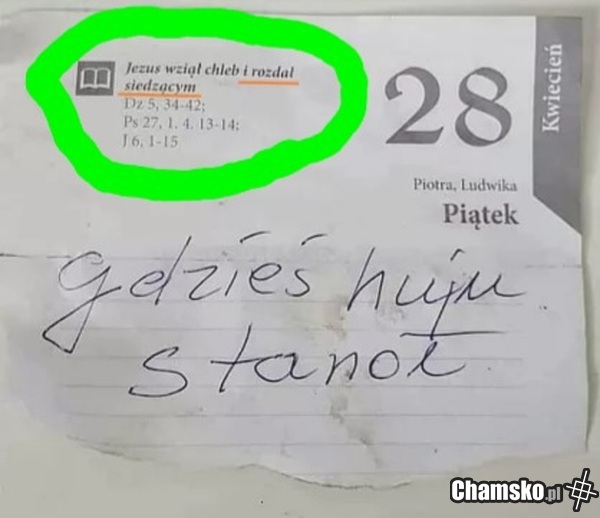 Jezus wziął chleb i rozdał
siedzącym
Dz 5, 34-42;
Ps 27, 1. 4. 13-14;
J 6, 1-15
28
Kwiecień
Piotra, Ludwika
Piątek
gdzieś huju
stanoł
Chamsko.pl